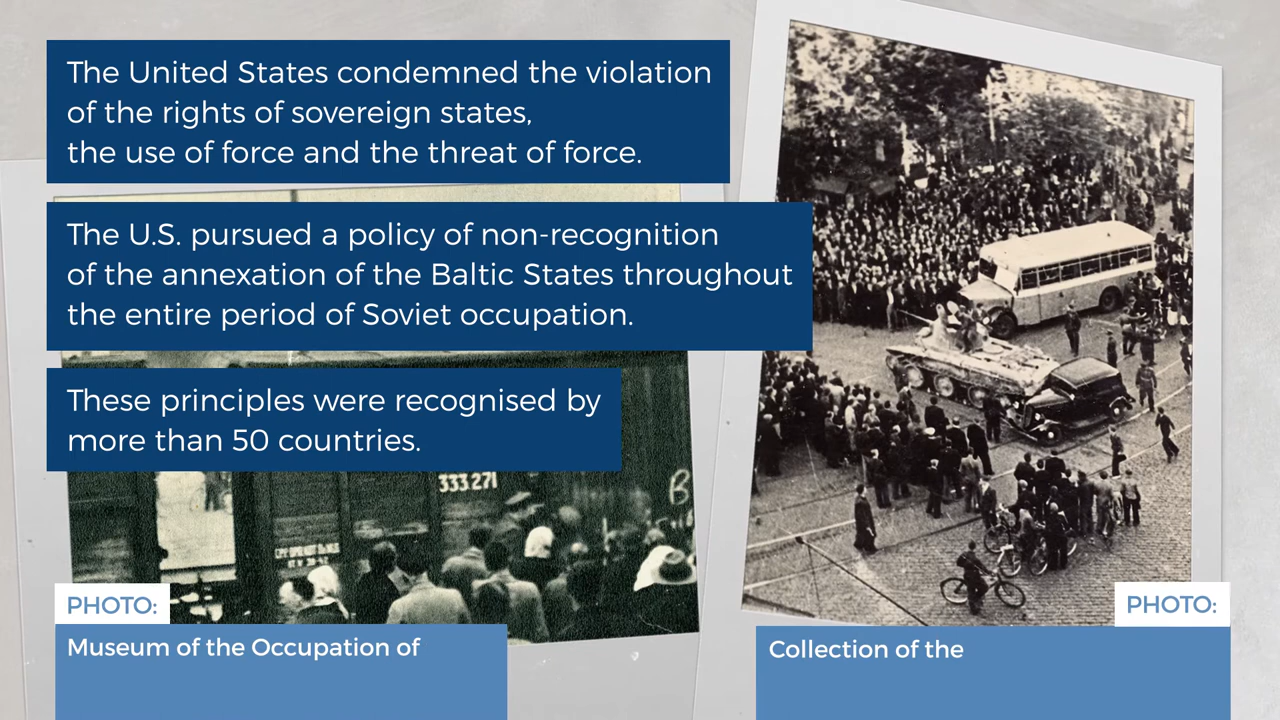 The United States condemned the violation
of the rights of sovereign states,
the use of force and the threat of force.
The U.S. pursued a policy of non-recognition
of the annexation of the Baltic States throughout
the entire period of Soviet occupation.
These principles were recognised by
more than 50 countries.
333.271
PHOTO:
Museum of the Occupation of
PHOTO:
Collection of the